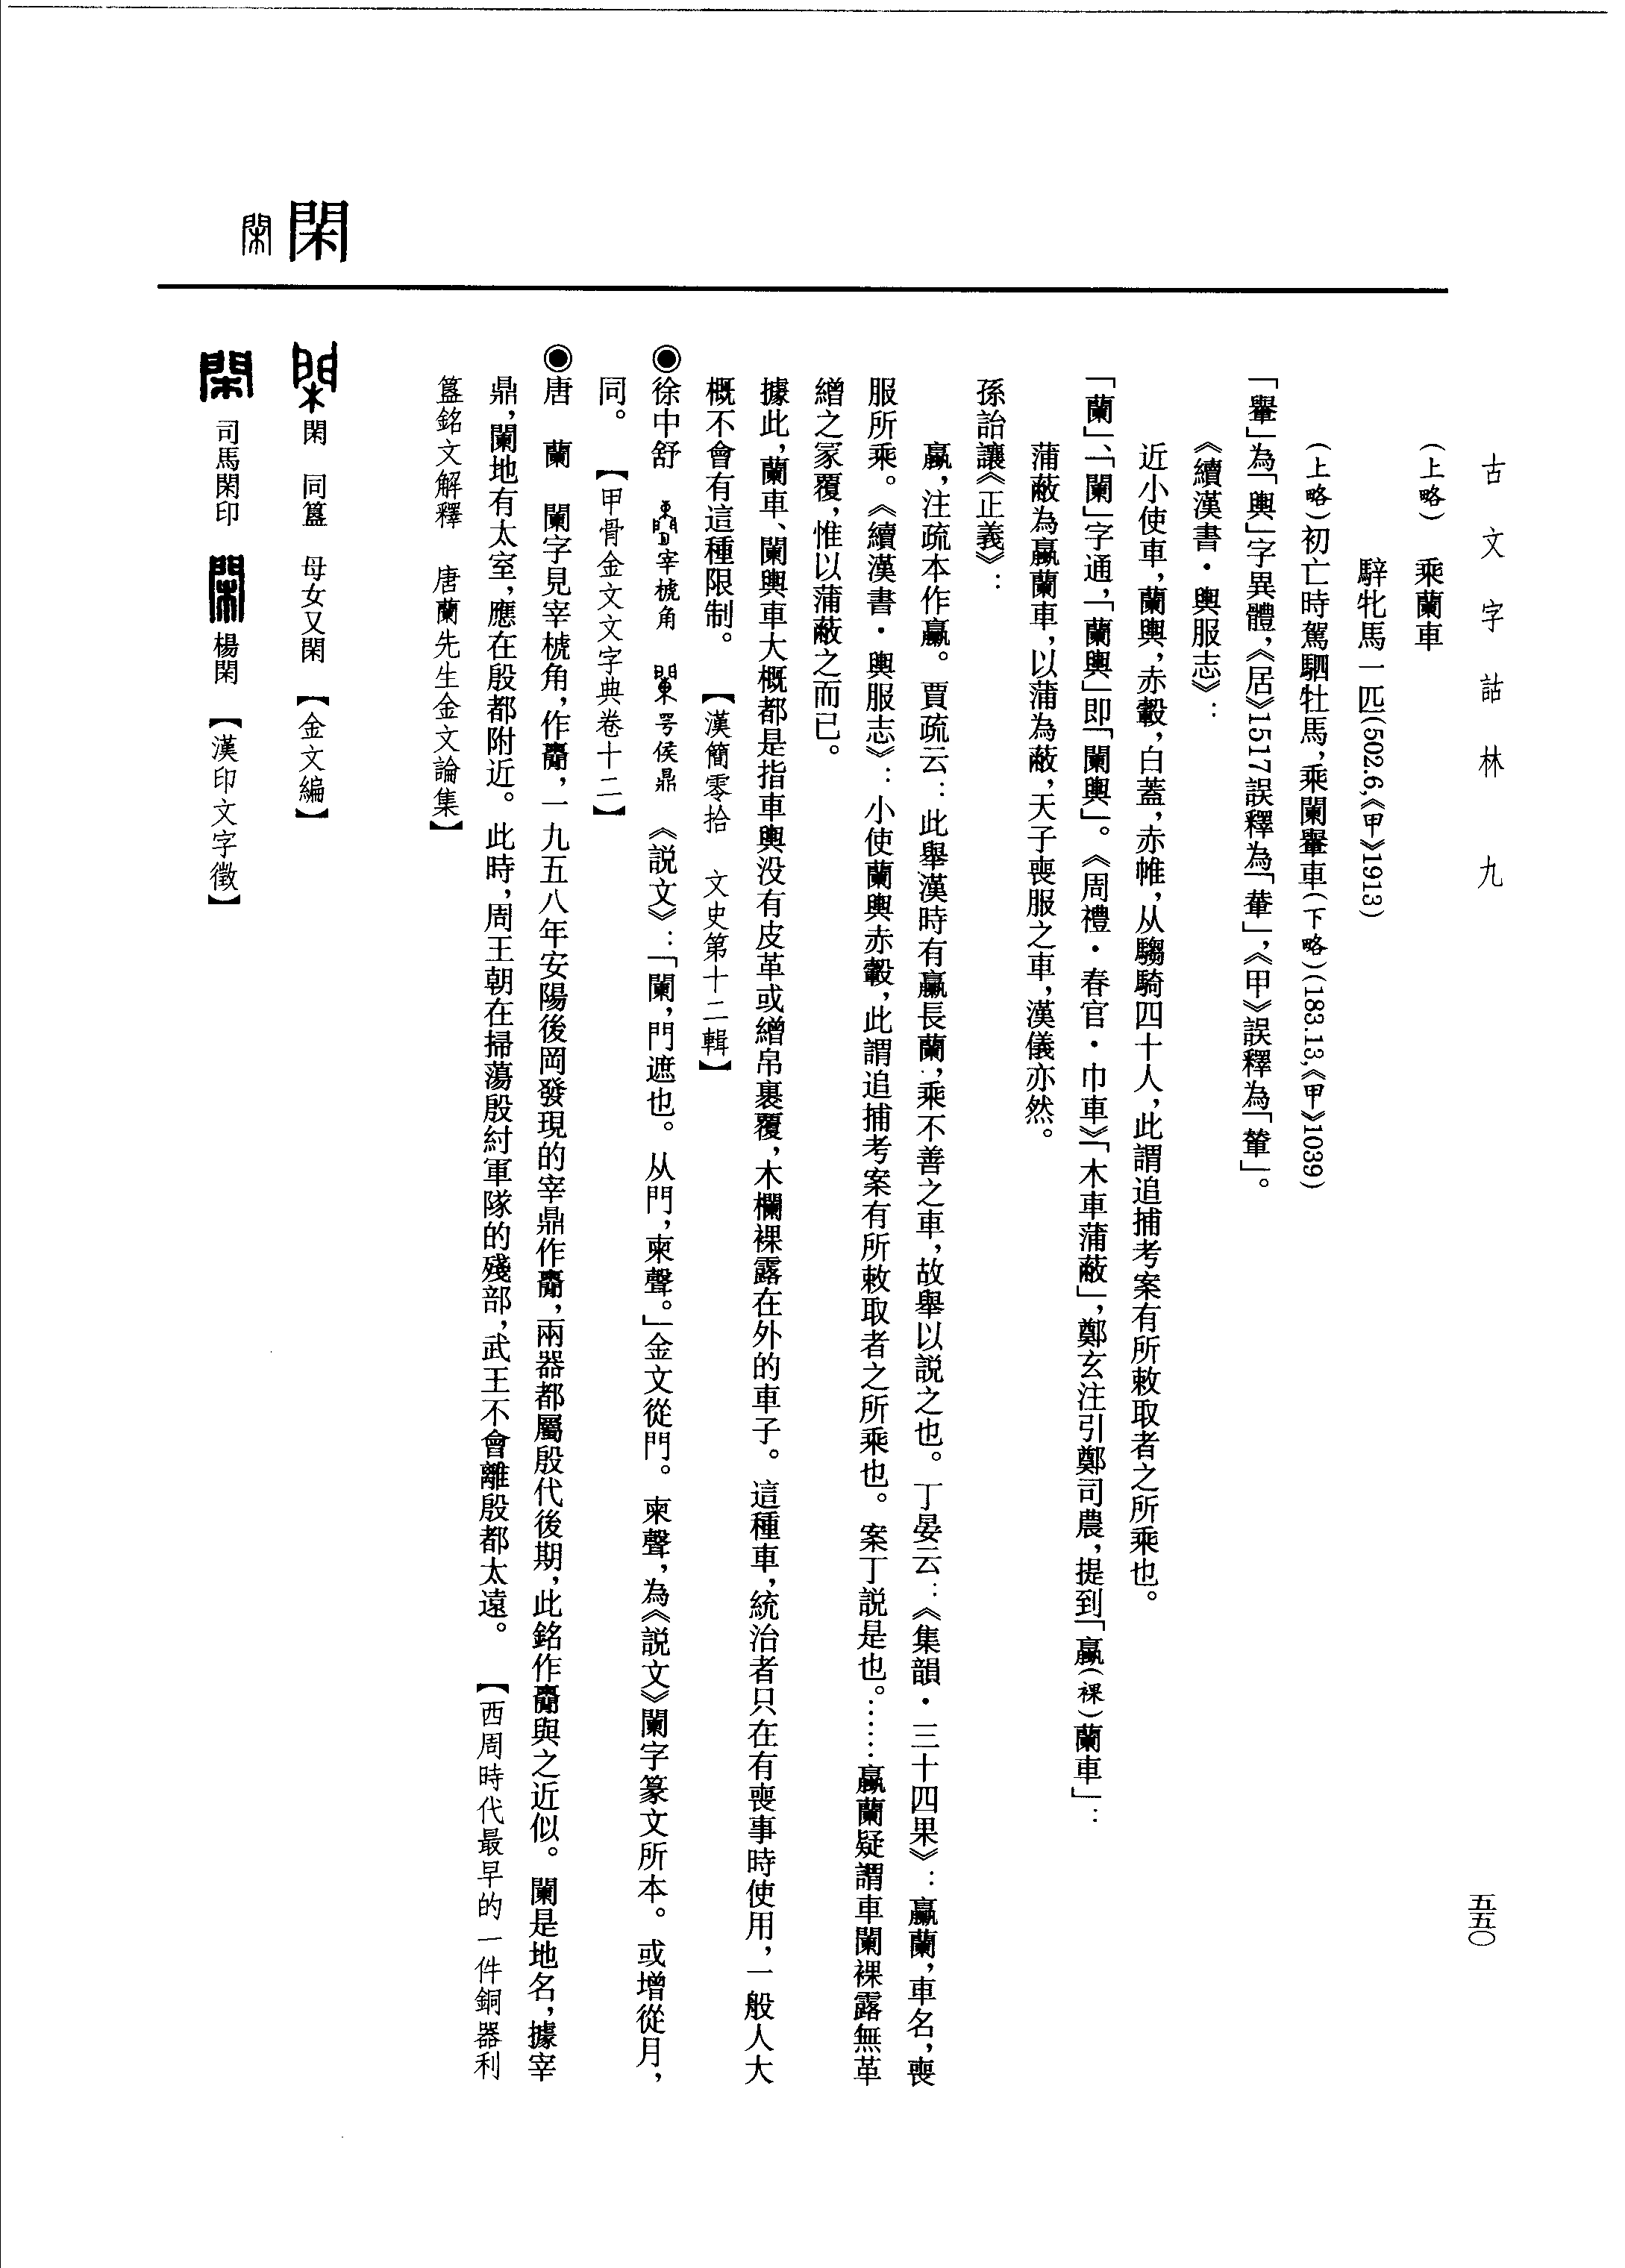 古文字詁林　九
五五〇
（上略）　乘蘭車
騂牝馬一匹(502.6,《甲》1913)
（上略）初亡時駕駟牡馬，乘闌轝車（下略）(183.13,《甲》1039)
「轝」為「輿」字異體，《居》1517誤釋為「葷」，《甲》誤釋為「輂」。
《續漢書·輿服志》：
近小使車，蘭輿，赤轂，白蓋，赤帷，从騶騎四十人，此謂追捕考案有所敕取者之所乘也。
「蘭」、「闌」字通，「蘭輿」即「闌輿」。《周禮·春官·巾車》「木車蒲蔽」，鄭玄注引鄭司農，提到「臝（裸）蘭車」：
蒲蔽為臝蘭車，以蒲為蔽，天子喪服之車，漢儀亦然。
孫詒讓《正義》：
臝，注疏本作羸。賈疏云：此舉漢時有臝長蘭，乘不善之車，故舉以説之也。丁晏云：《集韻·三十四果》：臝蘭，車名，喪
服所乘。《續漢書·輿服志》：小使蘭輿赤轂，此謂追捕考案有所敕取者之所乘也。案丁説是也。……臝蘭疑謂車闌裸露無革
繒之冡覆，惟以蒲蔽之而已。
據此，蘭車、闌輿車大概都是指車輿没有皮革或繒帛裹覆，木欄裸露在外的車子。這種車，統治者只在有喪事時使用，一般人大
概不會有這種限制。　【漢簡零拾　文史第十二輯】
◉徐中舒　宰椃角　咢侯鼎　《説文》：「闌，門遮也。从門，柬聲。」金文從門。柬聲，為《説文》闌字篆文所本。或增從月，
同。　【甲骨金文文字典卷十二】
◉唐　蘭　闌字見宰椃角，作，一九五八年安陽後岡發現的宰鼎作，兩器都屬殷代後期，此銘作與之近似。闌是地名，據宰
鼎，闌地有太室，應在殷都附近。此時，周王朝在掃蕩殷紂軍隊的殘部，武王不會離殷都太遠。　【西周時代最早的一件銅器利
簋銘文解釋　唐蘭先生金文論集】
閑
閑　同簋　母女又閑　【金文編】
司馬閑印　楊閑　【漢印文字徵】